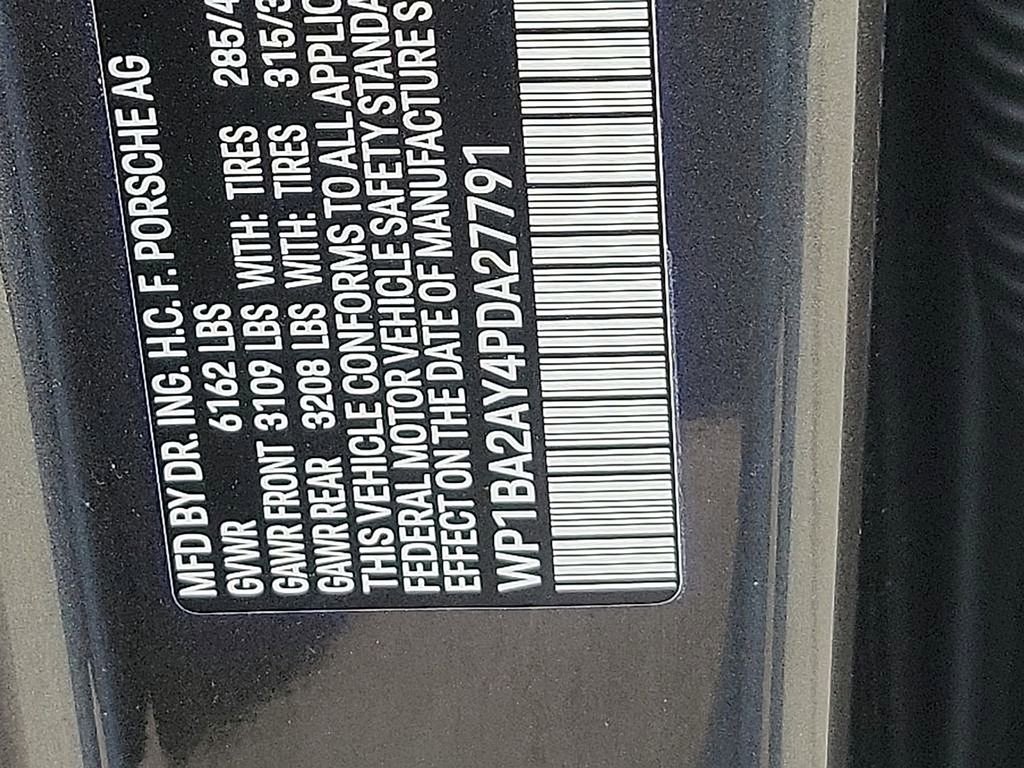 MFD BY DR. ING. H.C. F. PORSCHE AG
GVWR 6162 LBS
GAWR FRONT 3109 LBS WITH: TIRES 285/4
GAWR REAR 3208 LBS WITH: TIRES 315/3
THIS VEHICLE CONFORMS TO ALL APPLIC
FEDERAL MOTOR VEHICLE SAFETY STANDA
EFFECT ON THE DATE OF MANUFACTURE S
WP1BA2AY4PDA27791